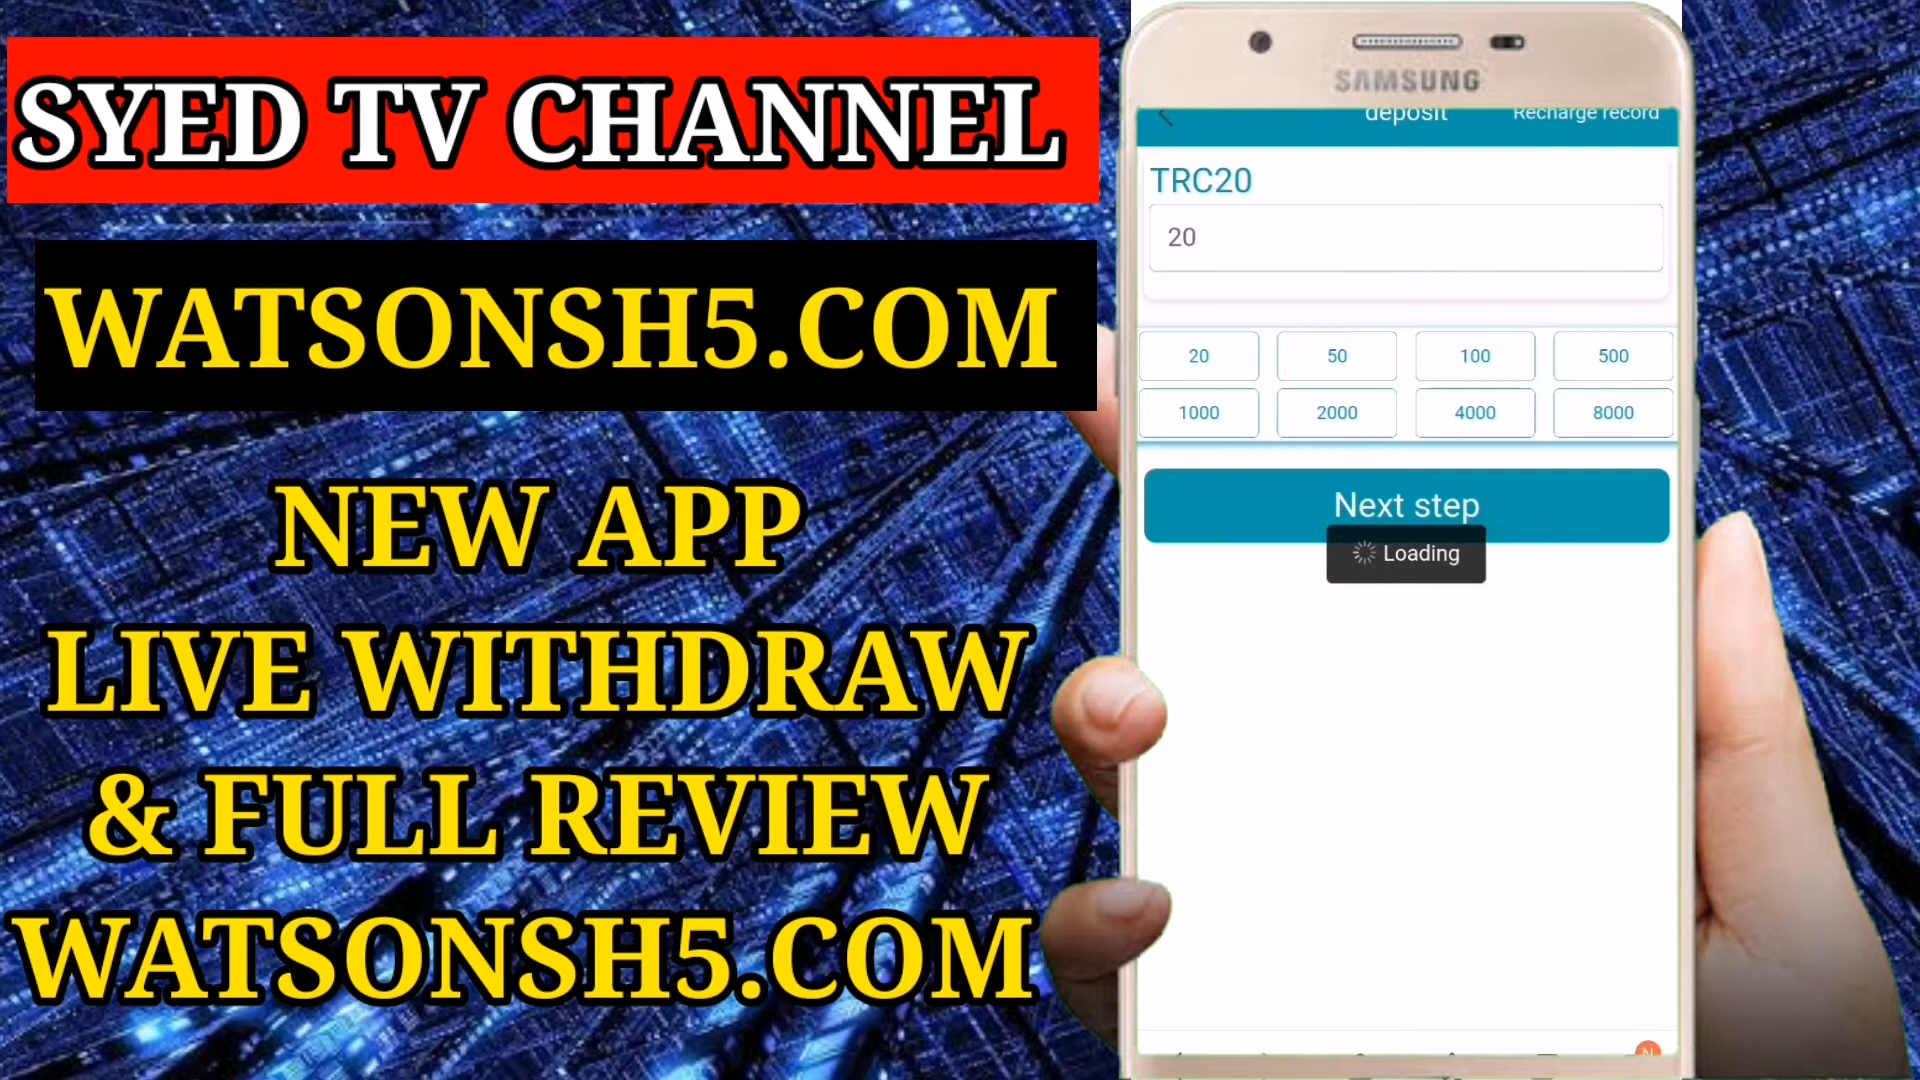 SYED TV CHANNEL
WATSONSH5.COM
NEW APP
LIVE WITHDRAW
& FULL REVIEW
WATSONSH5.COM
SAMSUNG
deposit
Recharge record
TRC20
20
20 50 100 500
1000 2000 4000 8000
Next step
Loading
N